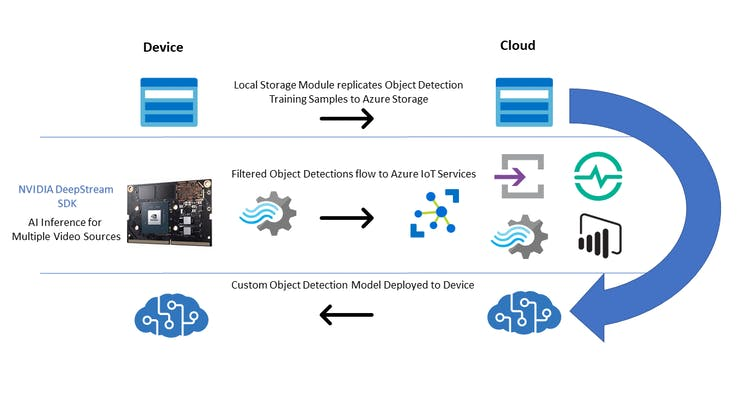 Device
Cloud
Local Storage Module replicates Object Detection
Training Samples to Azure Storage
NVIDIA DeepStream
SDK
AI Inference for
Multiple Video Sources
Filtered Object Detections flow to Azure IoT Services
Custom Object Detection Model Deployed to Device